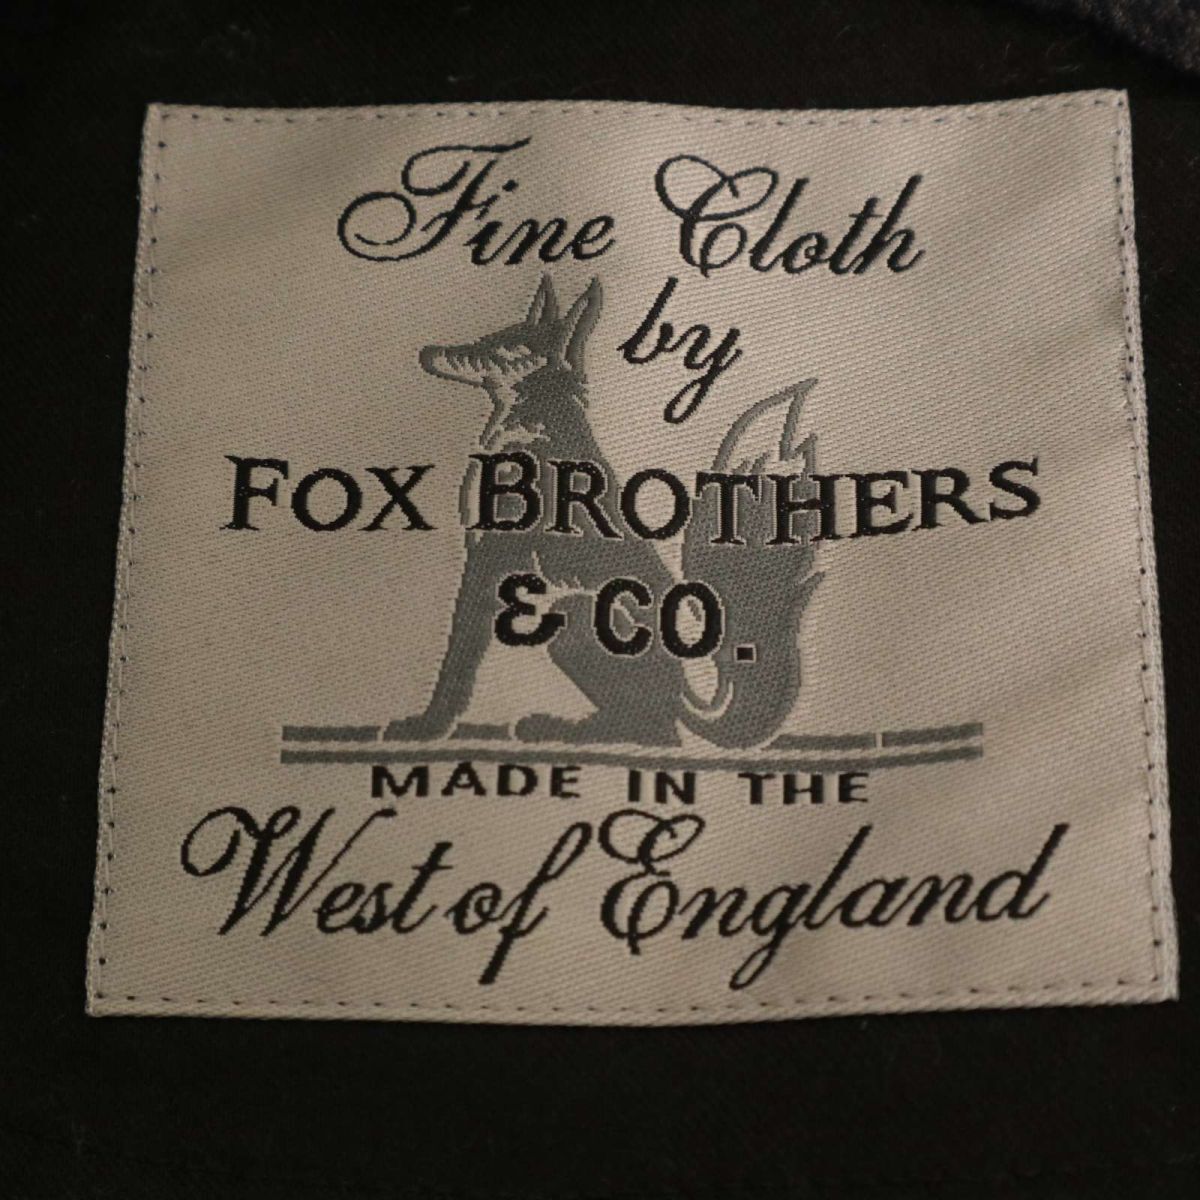 Fine Cloth
by
FOX BROTHERS
& CO.
MADE IN THE
West of England